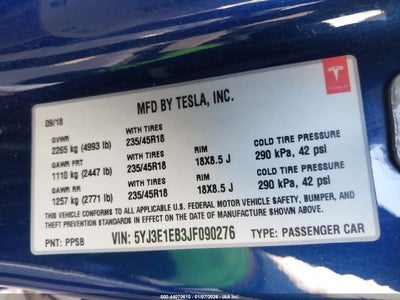 MFD BY TESLA, INC.
TESLA
09/18
GVWR WITH TIRES COLD TIRE PRESSURE
2265 kg (4993 lb) 235/45R18 RIM 290 kPa, 42 psi
GAWR FRT WITH TIRES 18X8.5 J
1110 kg (2447 lb) 235/45R18 RIM COLD TIRE PRESSURE
GAWR RR WITH TIRES 18X8.5 J 290 kPa, 42 psi
1257 kg (2771 lb) 235/45R18
THIS VEHICLE CONFORMS TO ALL APPLICABLE U.S. FEDERAL MOTOR VEHICLE SAFETY, BUMPER, AND
THEFT PREVENTION STANDARDS IN EFFECT ON THE DATE OF MANUFACTURE SHOWN ABOVE.
PNT: PPSB VIN: 5YJ3E1EB3JF090276 TYPE: PASSENGER CAR